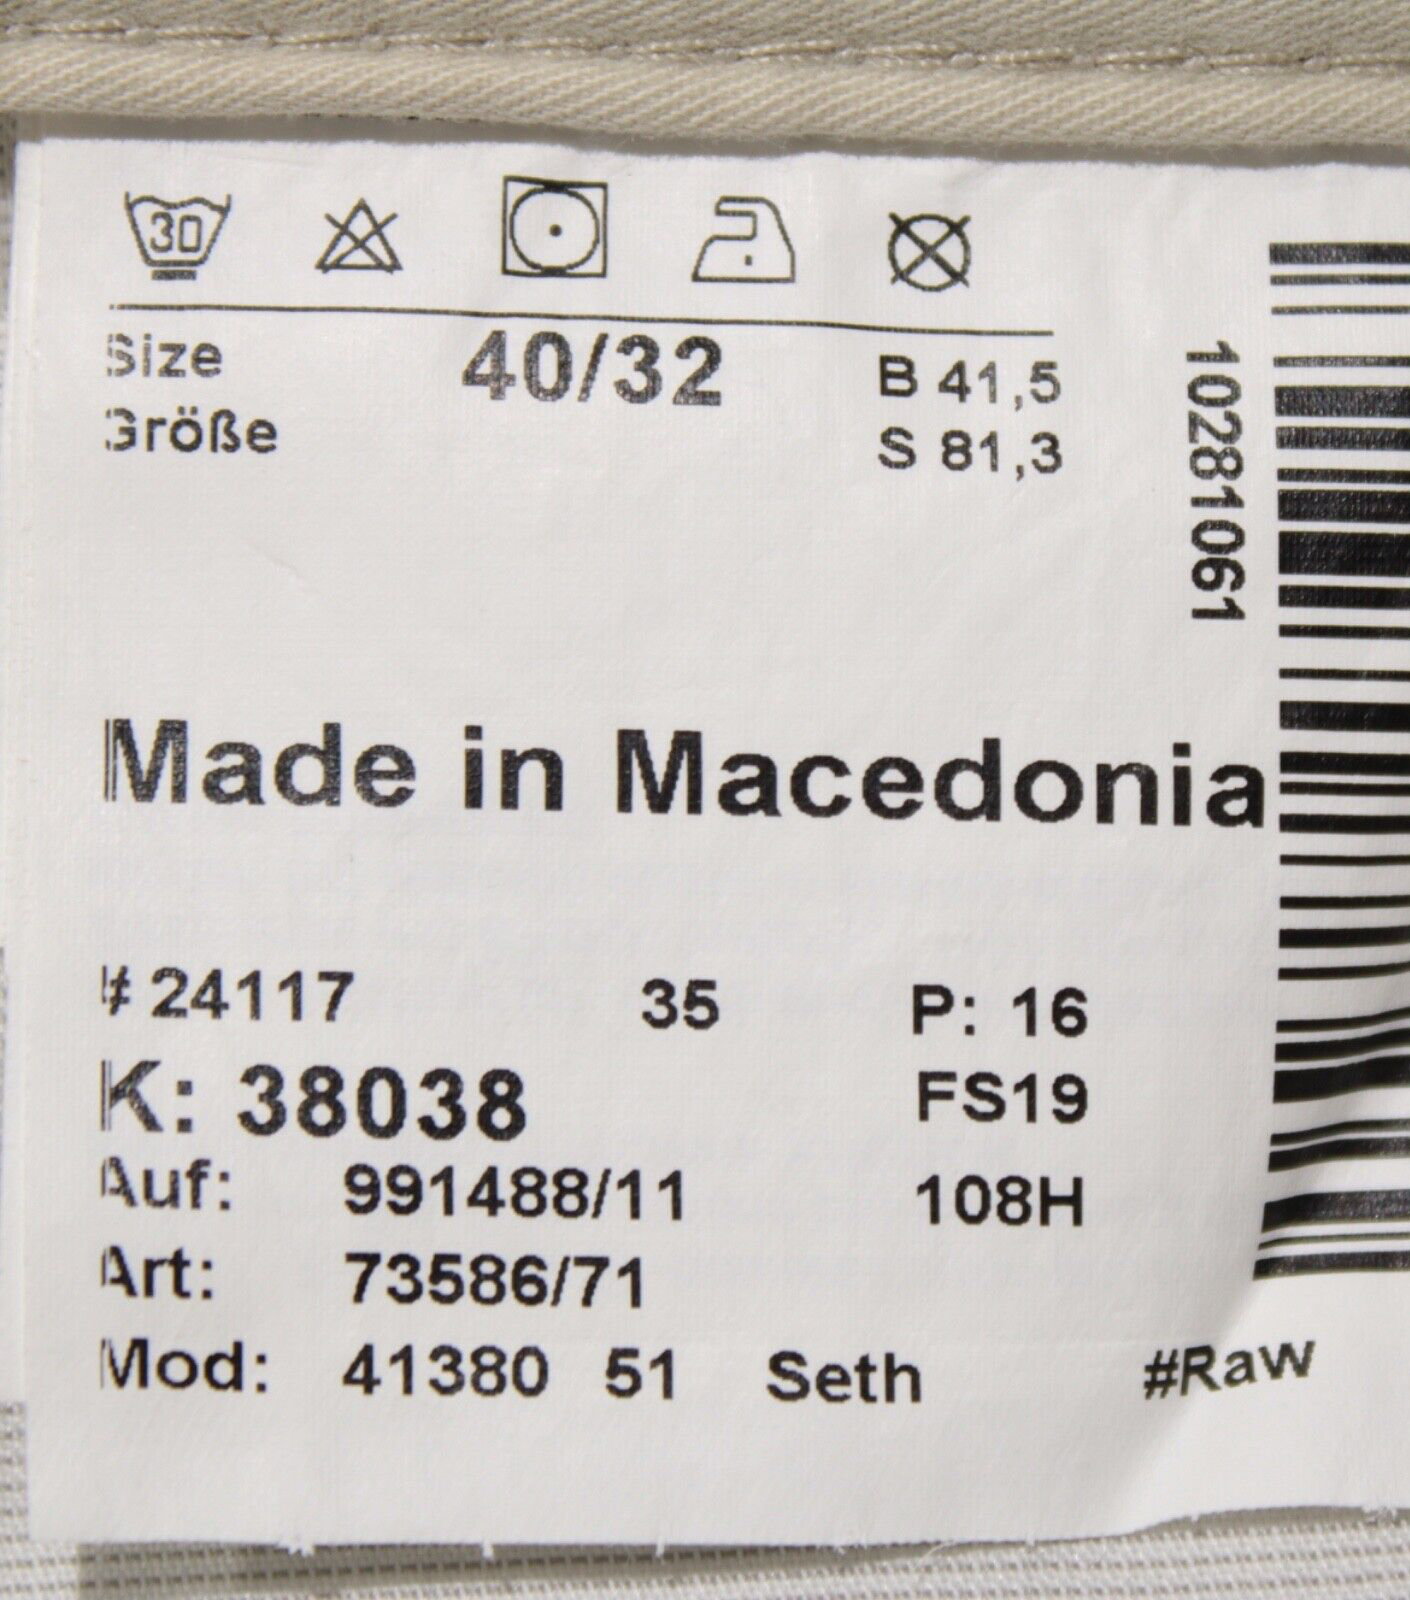 30
Size 40/32 B 41,5
Größe S 81,3
10281061
Made in Macedonia
# 24117 35 P: 16
K: 38038 FS19
Auf: 991488/11 108H
Art: 73586/71
Mod: 41380 51 Seth #Raw